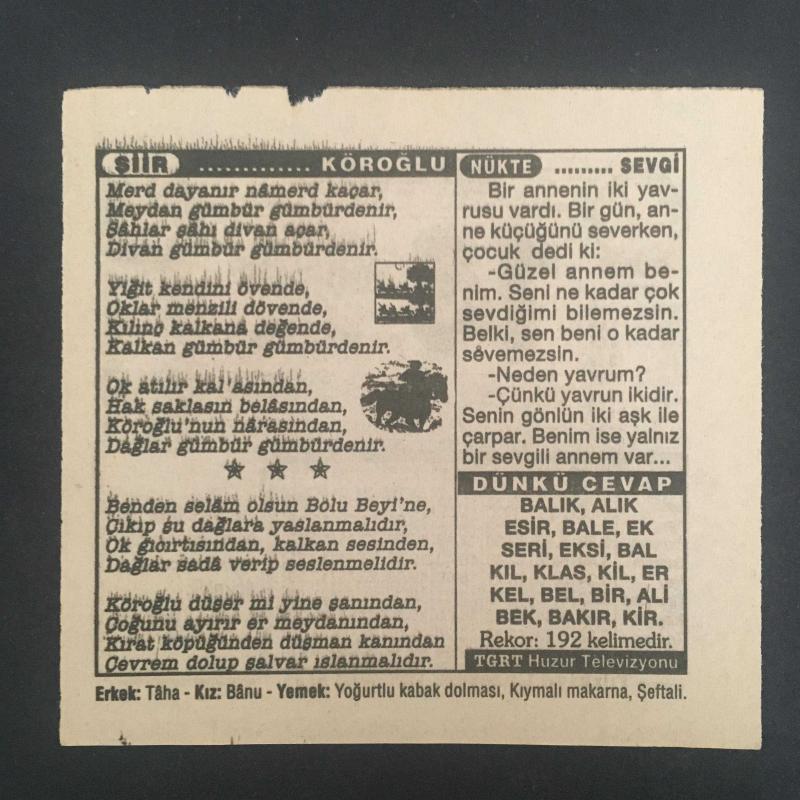 ŞİİR ............. KÖROĞLU
Merd dayanır nâmerd kaçar,
Meydan gümbür gümbürdenir,
Şâhlar şâhı divan açar,
Divan gümbür gümbürdenir.
Yiğit kendini övende,
Oklar menzili dövende,
Kılınç kalkana değende,
Kalkan gümbür gümbürdenir.
Ok atılır kal'asından,
Hak saklasın belâsından,
Köroğlu'nun nârasından,
Dağlar gümbür gümbürdenir.
Benden selâm olsun Bolu Beyi'ne,
Çıkıp şu dağlara yaslanmalıdır,
Ok gıcırtısından, kalkan sesinden,
Dağlar sadâ verip seslenmelidir.
Köroğlu düşer mi yine şanından,
Çoğunu ayırır er meydanından,
Kırat köpüğünden düşman kanından
Çevrem dolup şalvar ıslanmalıdır.
NÜKTE ......... SEVGİ
Bir annenin iki yav-
rusu vardı. Bir gün, an-
ne küçüğünü severken,
çocuk dedi ki:
-Güzel annem be-
nim. Seni ne kadar çok
sevdiğimi bilemezsin.
Belki, sen beni o kadar
sêvemezsin.
-Neden yavrum?
-Çünkü yavrun ikidir.
Senin gönlün iki aşk ile
çarpar. Benim ise yalnız
bir sevgili annem var...
DÜNKÜ CEVAP
BALIK, ALIK
ESİR, BALE, EK
SERİ, EKSİ, BAL
KIL, KLAS, KİL, ER
KEL, BEL, BİR, ALİ
BEK, BAKIR, KİR.
Rekor: 192 kelimedir.
TGRT Huzur Televizyonu
Erkek: Tâha - Kız: Bânu - Yemek: Yoğurtlu kabak dolması, Kıymalı makarna, Şeftali.